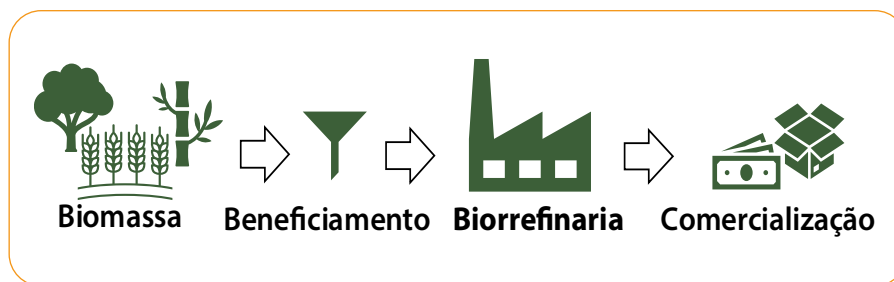 Biomassa
Beneficiamento
Biorrefinaria
Comercialização